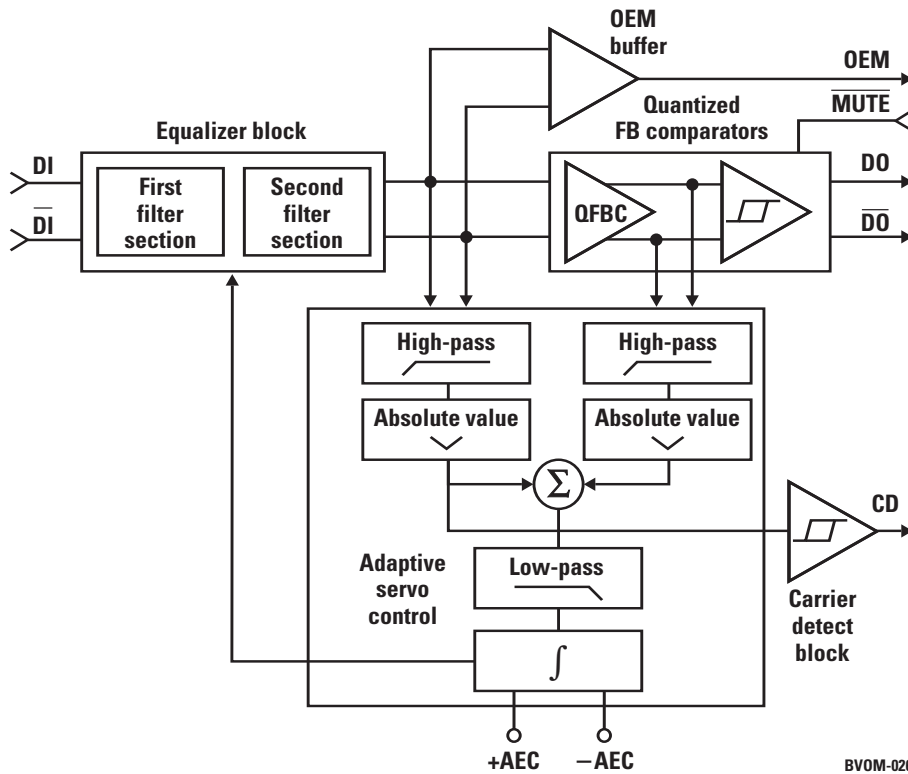 OEM
buffer
OEM
MUTE
Quantized
FB comparators
Equalizer block
DI
DI
First
filter
section
Second
filter
section
QFBC
DO
DO
High-pass
High-pass
Absolute value
Absolute value
Σ
CD
Adaptive
servo
control
Low-pass
Carrier
detect
block
∫
+AEC
−AEC
BVOM-020